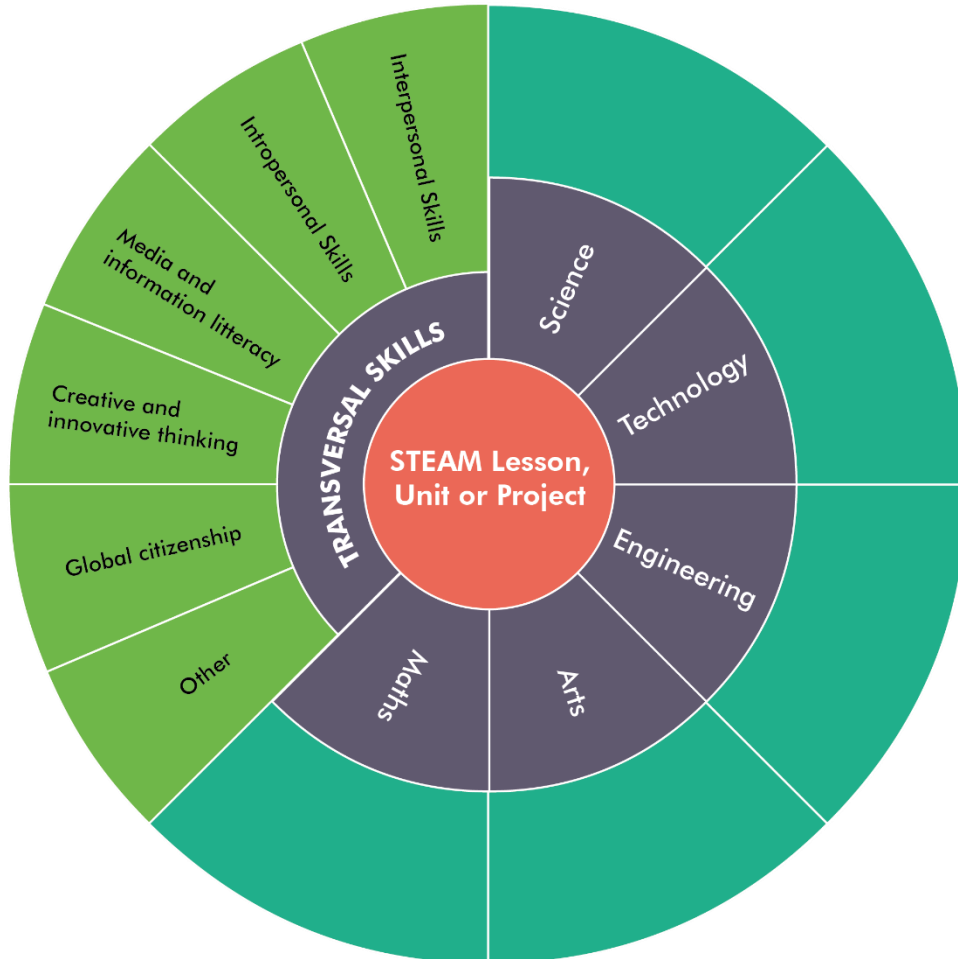 STEAM Lesson,
Unit or Project
TRANSVERSAL SKILLS
Interpersonal Skills
Intropersonal Skills
Media and
information litteracy
Creative and
innovative thinking
Global citizenship
Other
Science
Technology
Engineering
Arts
Maths